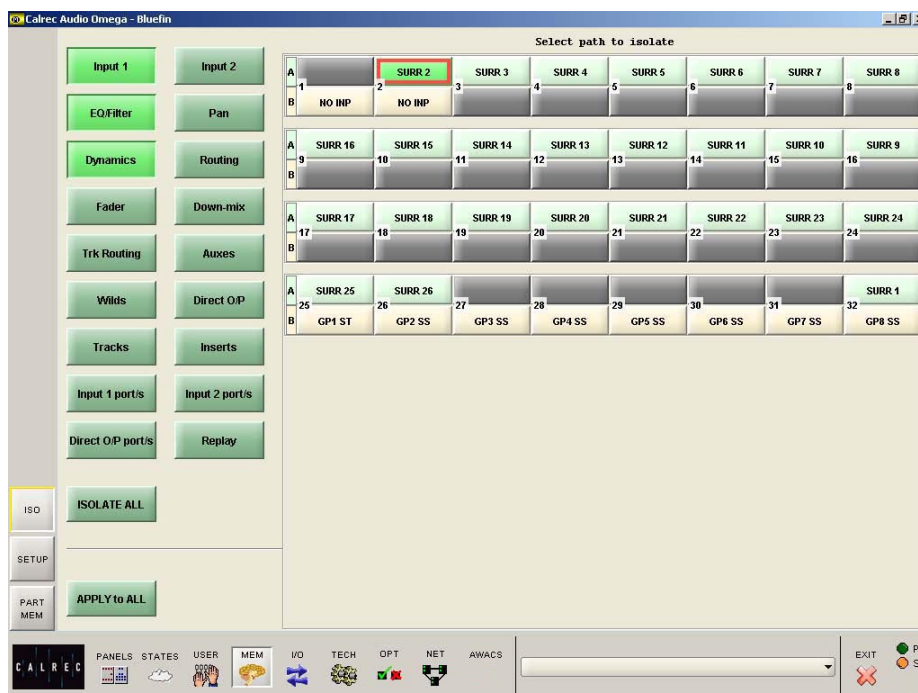 Calrec Audio Omega - Bluefin
Select path to isolate
Input 1 Input 2
EQ/Filter Pan
Dynamics Routing
Fader Down-mix
Trk Routing Auxes
Wilds Direct O/P
Tracks Inserts
Input 1 port/s Input 2 port/s
Direct O/P port/s Replay
ISOLATE ALL
APPLY to ALL
A SURR 2 SURR 3 SURR 4 SURR 5 SURR 6 SURR 7 SURR 8
1 2 3 4 5 6 7 8
B NO INP NO INP
A SURR 16 SURR 15 SURR 14 SURR 13 SURR 12 SURR 11 SURR 10 SURR 9
9 10 11 12 13 14 15 16
B
A SURR 17 SURR 18 SURR 19 SURR 20 SURR 21 SURR 22 SURR 23 SURR 24
17 18 19 20 21 22 23 24
B
A SURR 25 SURR 26 SURR 1
25 26 27 28 29 30 31 32
B GP1 ST GP2 SS GP3 SS GP4 SS GP5 SS GP6 SS GP7 SS GP8 SS
ISO
SETUP
PART
MEM
CALREC
PANELS STATES USER MEM I/O TECH OPT NET AWACS EXIT P
S